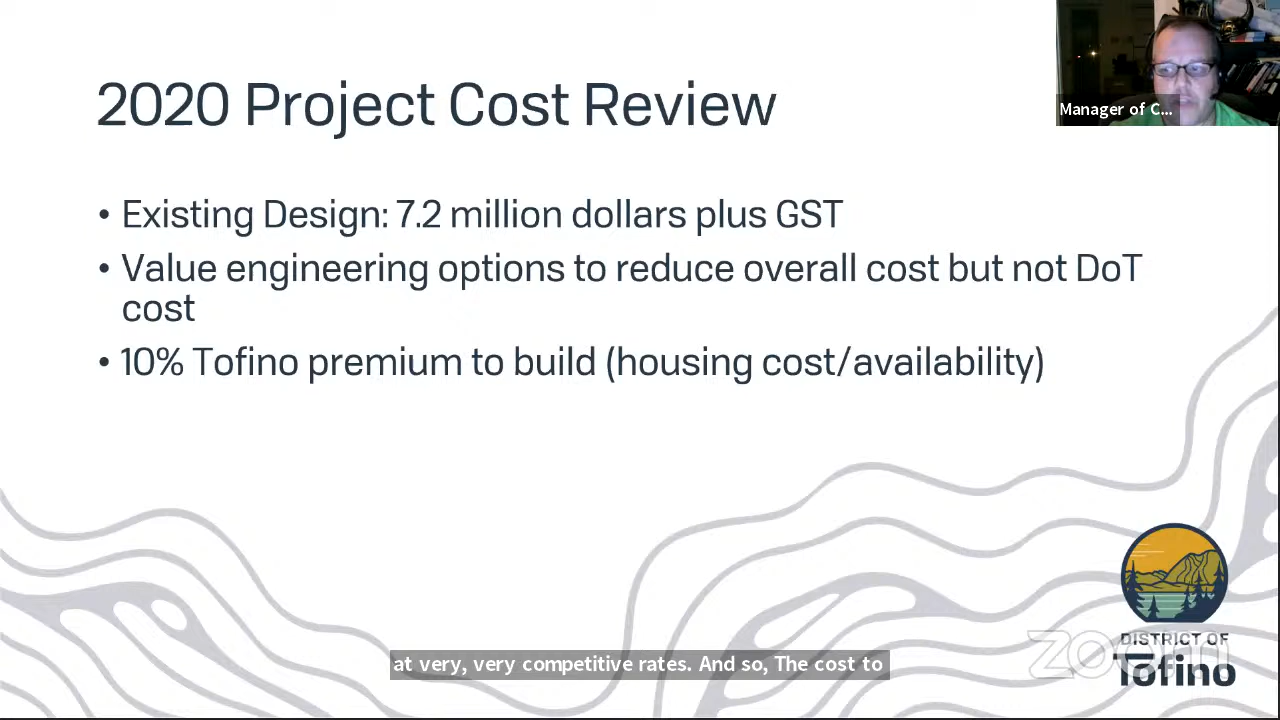 Manager of C...
2020 Project Cost Review
• Existing Design: 7.2 million dollars plus GST
• Value engineering options to reduce overall cost but not DoT
cost
• 10% Tofino premium to build (housing cost/availability)
at very, very competitive rates. And so, The cost to
zoom
DISTRICT OF
Tofino